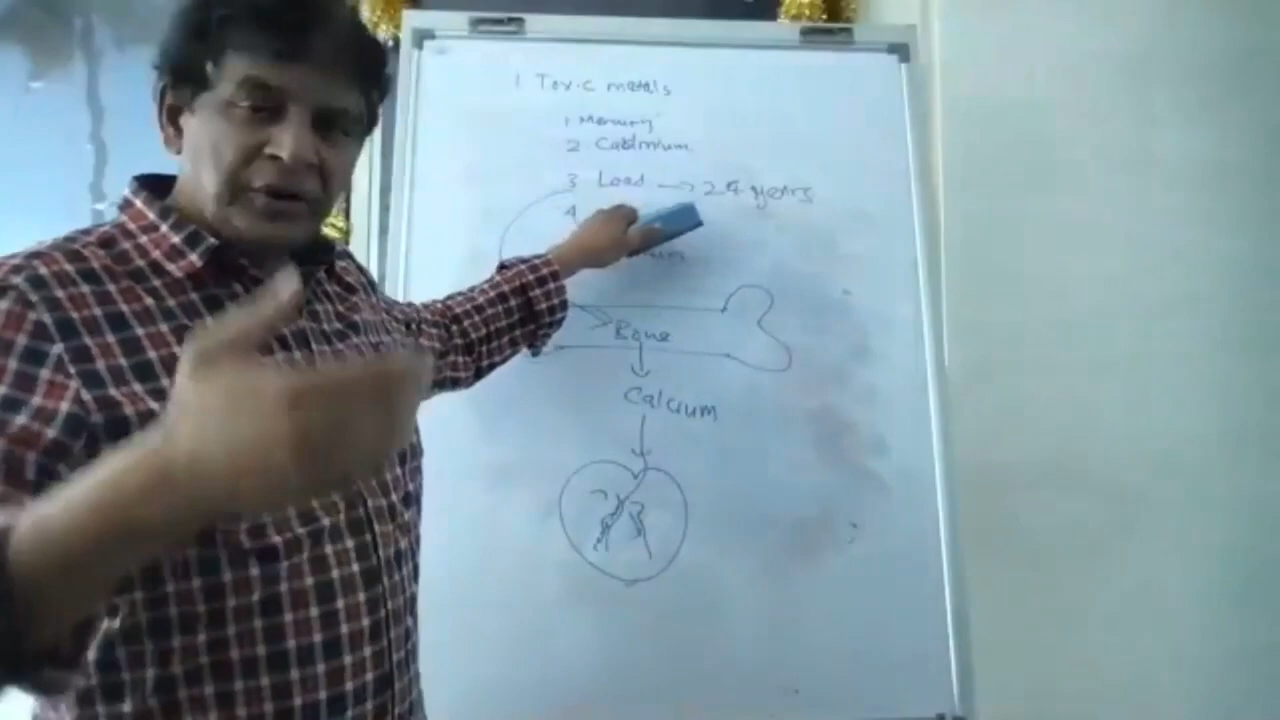 1 Toxic metals
1 Mercury
2 Cadmium
3 Lead → 24 years
4
Bone
Calcium